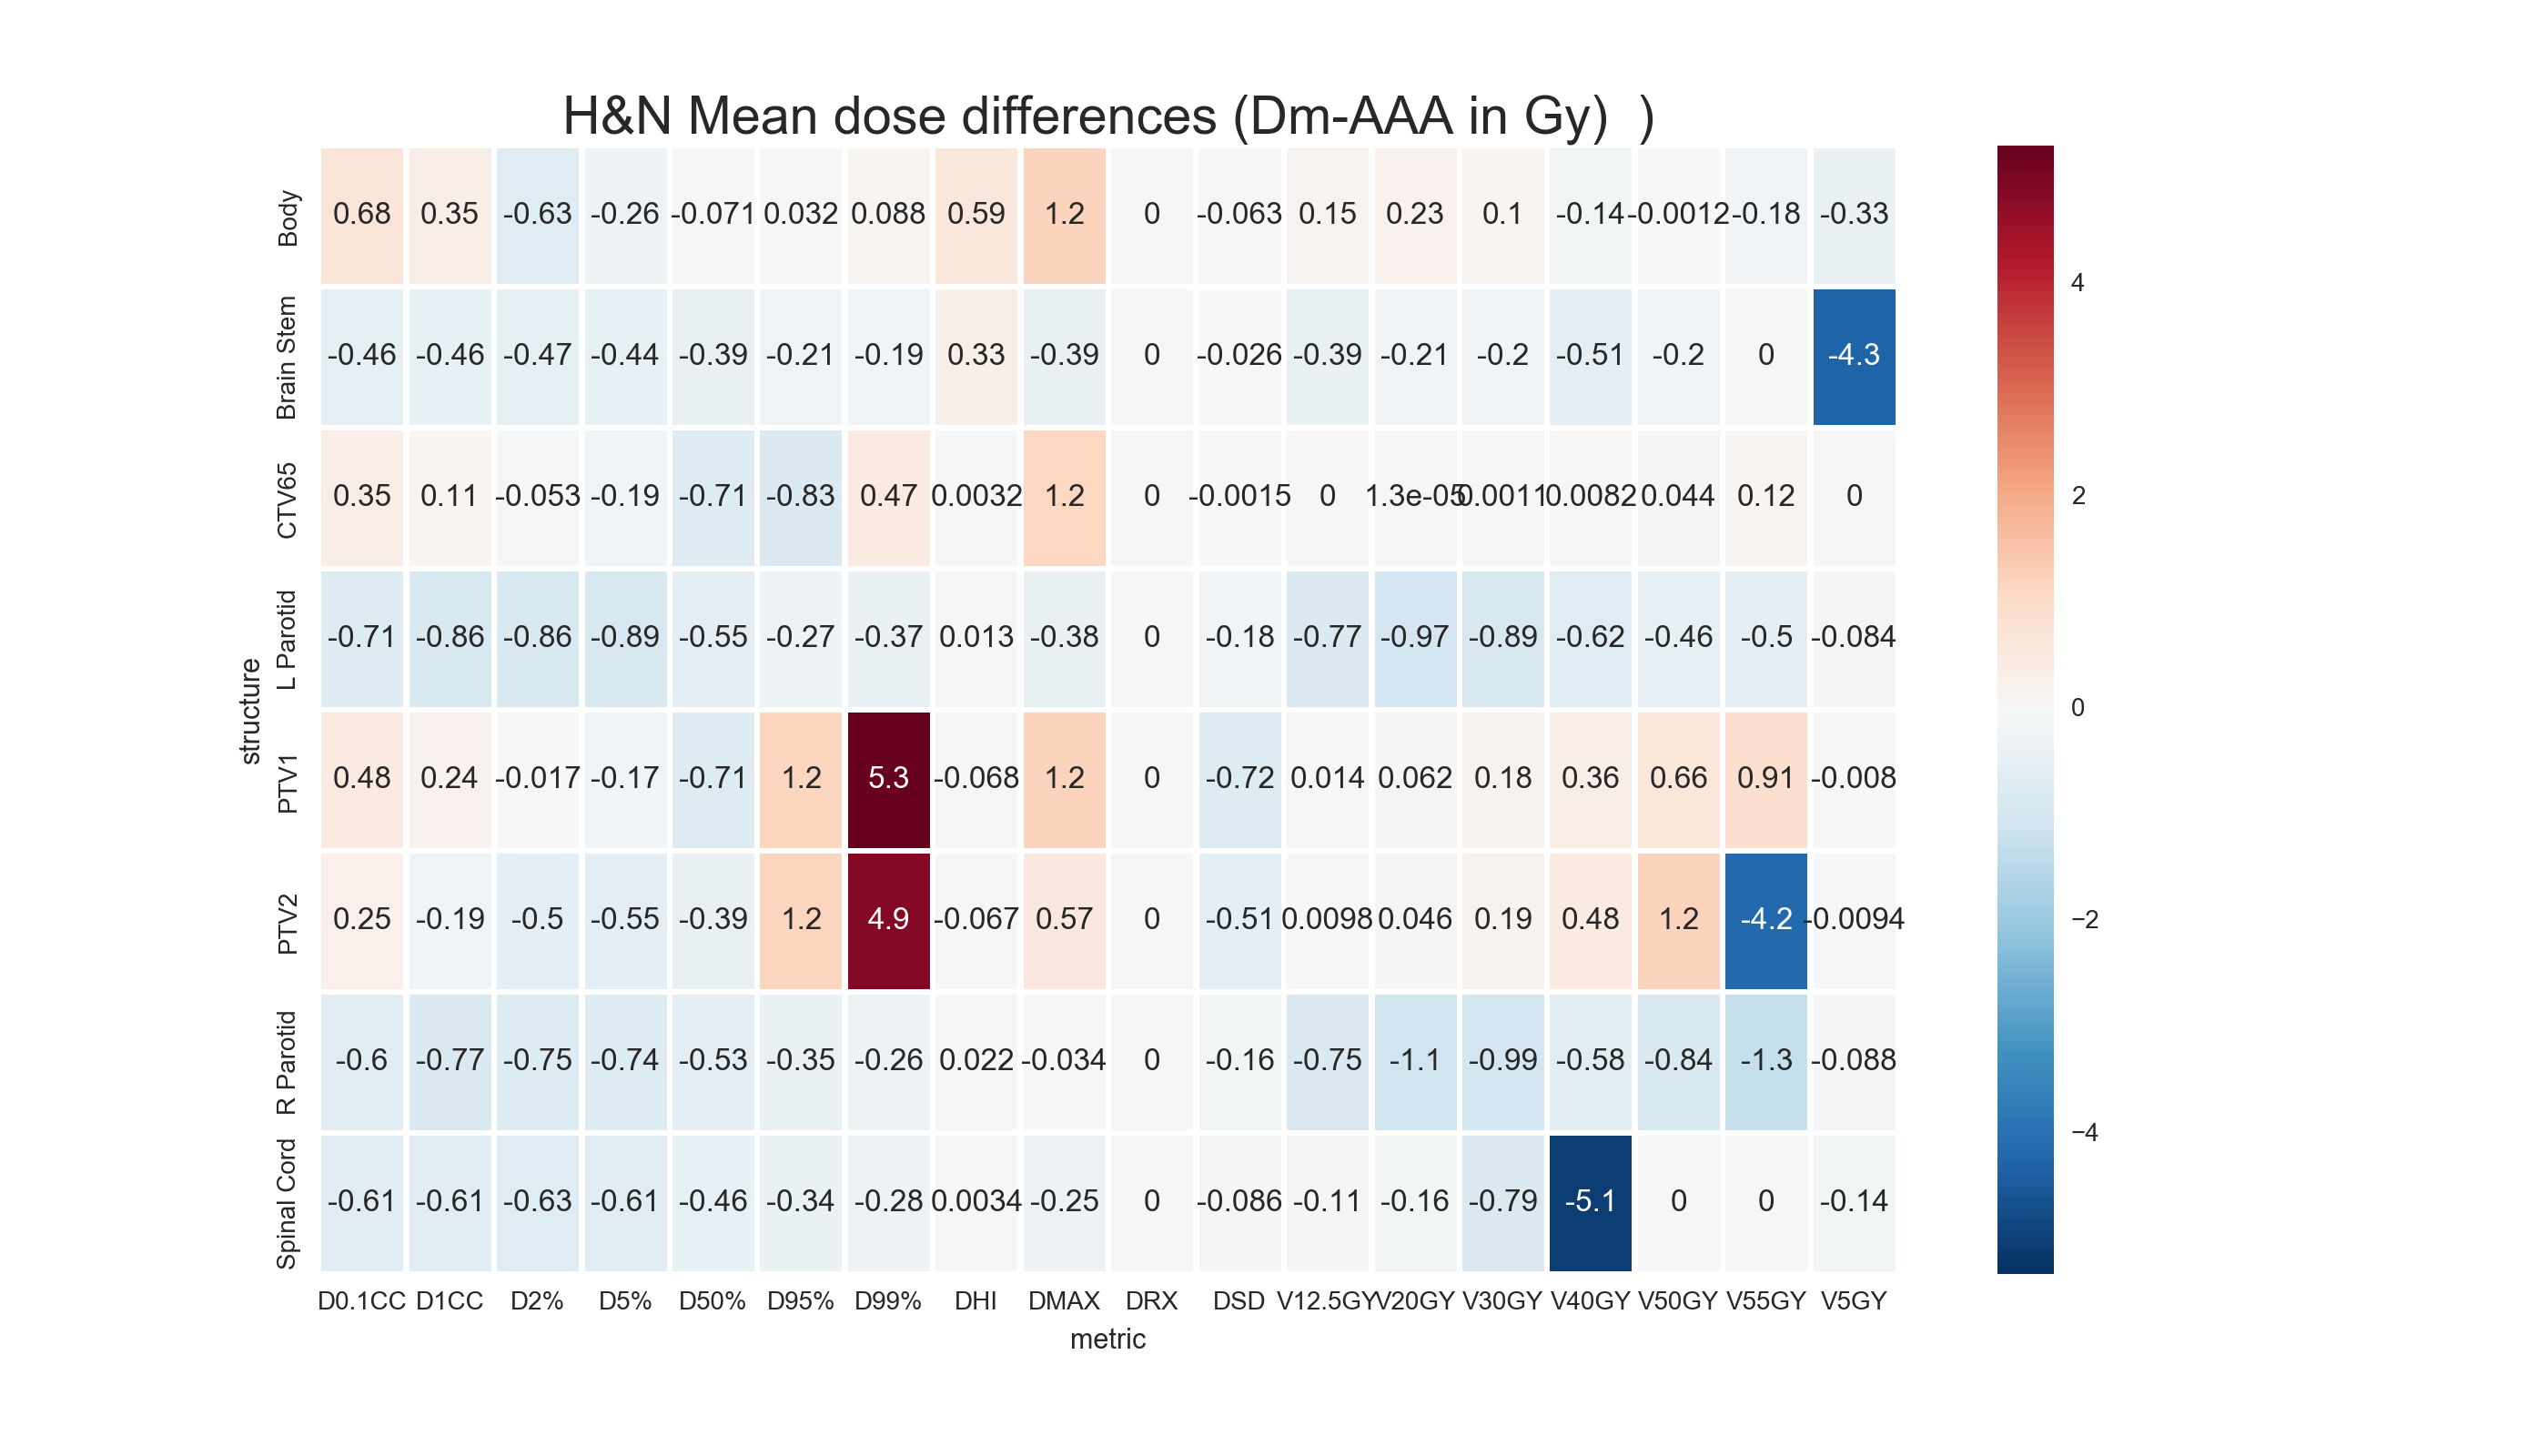 H&N Mean dose differences (Dm-AAA in Gy)  )
structure
Body 0.68 0.35 -0.63 -0.26 -0.071 0.032 0.088 0.59 1.2 0 -0.063 0.15 0.23 0.1 -0.14 -0.0012 -0.18 -0.33
Brain Stem -0.46 -0.46 -0.47 -0.44 -0.39 -0.21 -0.19 0.33 -0.39 0 -0.026 -0.39 -0.21 -0.2 -0.51 -0.2 0 -4.3
CTV65 0.35 0.11 -0.053 -0.19 -0.71 -0.83 0.47 0.0032 1.2 0 -0.0015 0 1.3e-05 0.0011 0.0082 0.044 0.12 0
L Parotid -0.71 -0.86 -0.86 -0.89 -0.55 -0.27 -0.37 0.013 -0.38 0 -0.18 -0.77 -0.97 -0.89 -0.62 -0.46 -0.5 -0.084
PTV1 0.48 0.24 -0.017 -0.17 -0.71 1.2 5.3 -0.068 1.2 0 -0.72 0.014 0.062 0.18 0.36 0.66 0.91 -0.008
PTV2 0.25 -0.19 -0.5 -0.55 -0.39 1.2 4.9 -0.067 0.57 0 -0.51 0.0098 0.046 0.19 0.48 1.2 -4.2 -0.0094
R Parotid -0.6 -0.77 -0.75 -0.74 -0.53 -0.35 -0.26 0.022 -0.034 0 -0.16 -0.75 -1.1 -0.99 -0.58 -0.84 -1.3 -0.088
Spinal Cord -0.61 -0.61 -0.63 -0.61 -0.46 -0.34 -0.28 0.0034 -0.25 0 -0.086 -0.11 -0.16 -0.79 -5.1 0 0 -0.14
D0.1CC D1CC D2% D5% D50% D95% D99% DHI DMAX DRX DSD V12.5GY V20GY V30GY V40GY V50GY V55GY V5GY
metric
4
2
0
−2
−4